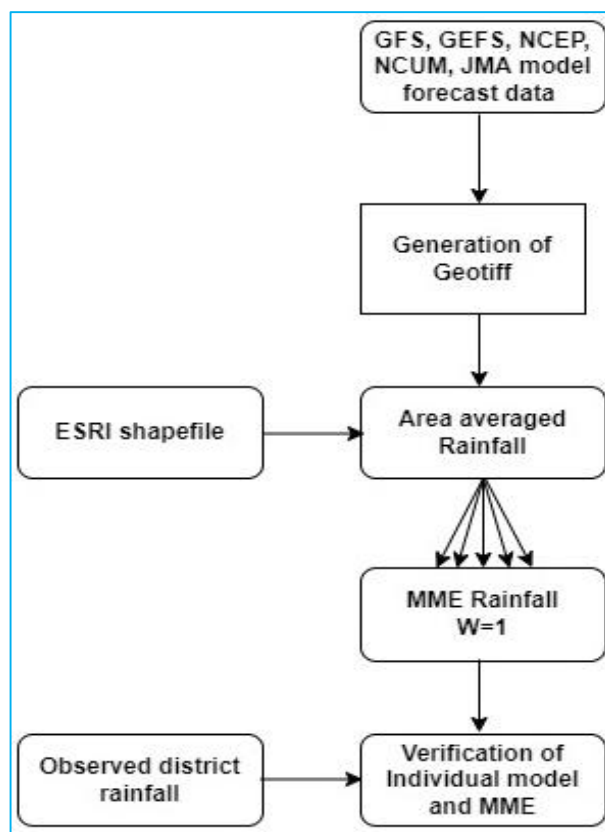 GFS, GEFS, NCEP,
NCUM, JMA model
forecast data
Generation of
Geotiff
ESRI shapefile
Area averaged
Rainfall
MME Rainfall
W=1
Observed district
rainfall
Verification of
Individual model
and MME